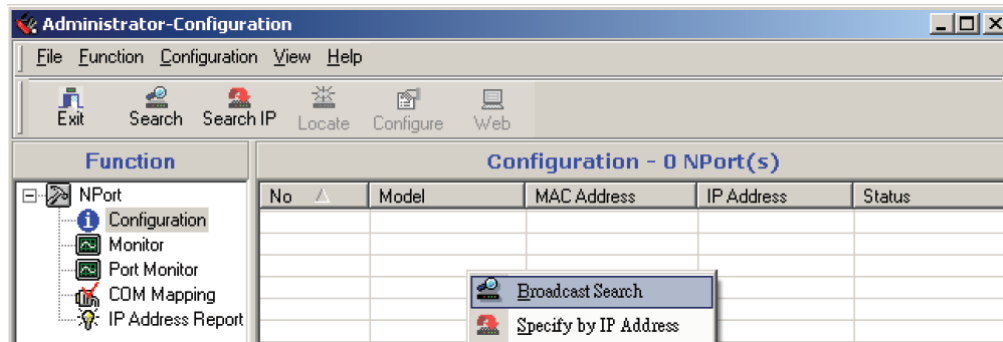 Administrator-Configuration
File Function Configuration View Help
Exit Search Search IP Locate Configure Web
Function
Configuration - 0 NPort(s)
NPort
Configuration
Monitor
Port Monitor
COM Mapping
IP Address Report
No Model MAC Address IP Address Status
Broadcast Search
Specify by IP Address